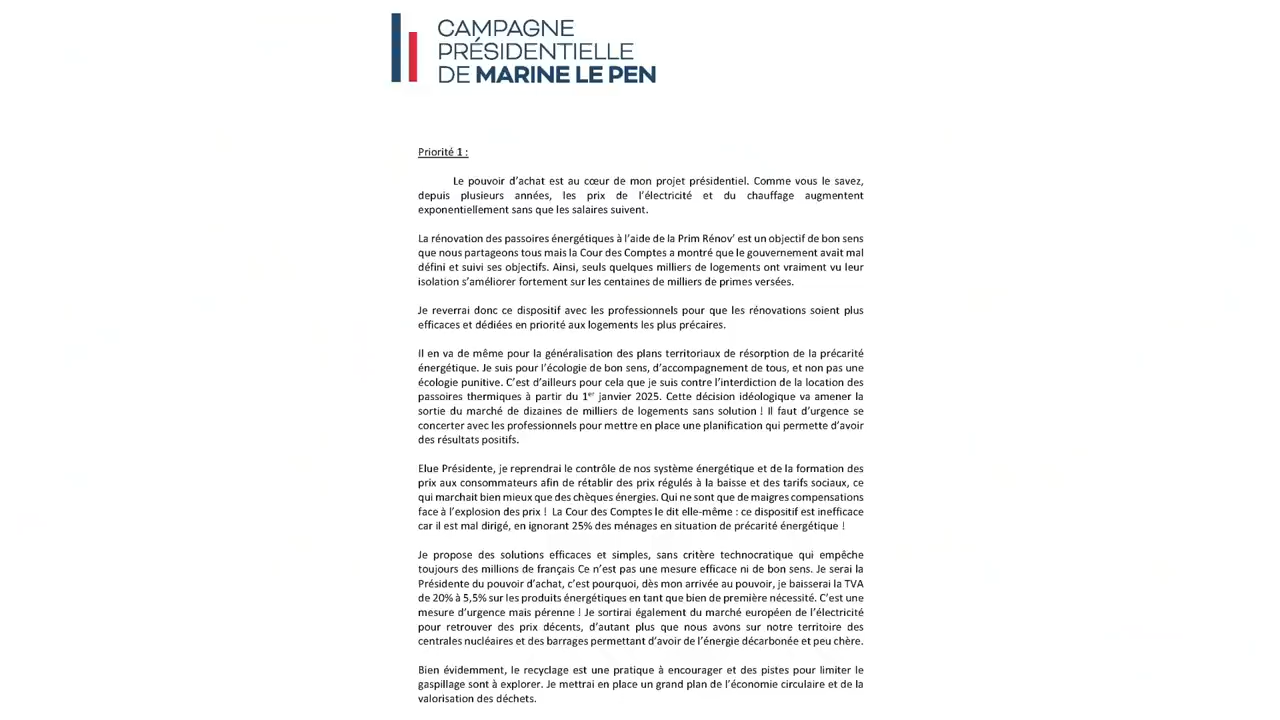 CAMPAGNE
PRÉSIDENTIELLE
DE MARINE LE PEN
Priorité 1 :
Le pouvoir d’achat est au cœur de mon projet présidentiel. Comme vous le savez,
depuis plusieurs années, les prix de l’électricité et du chauffage augmentent
exponentiellement sans que les salaires suivent.
La rénovation des passoires énergétiques à l’aide de la Prim Rénov’ est un objectif de bon sens
que nous partageons tous mais la Cour des Comptes a montré que le gouvernement avait mal
défini et suivi ses objectifs. Ainsi, seuls quelques milliers de logements ont vraiment vu leur
isolation s’améliorer fortement sur les centaines de milliers de primes versées.
Je reverrai donc ce dispositif avec les professionnels pour que les rénovations soient plus
efficaces et dédiées en priorité aux logements les plus précaires.
Il en va de même pour la généralisation des plans territoriaux de résorption de la précarité
énergétique. Je suis pour l’écologie de bon sens, d’accompagnement de tous, et non pas une
écologie punitive. C’est d’ailleurs pour cela que je suis contre l’interdiction de la location des
passoires thermiques à partir du 1er janvier 2025. Cette décision idéologique va amener la
sortie du marché de dizaines de milliers de logements sans solution ! Il faut d’urgence se
concerter avec les professionnels pour mettre en place une planification qui permette d’avoir
des résultats positifs.
Elue Présidente, je reprendrai le contrôle de nos système énergétique et de la formation des
prix aux consommateurs afin de rétablir des prix régulés à la baisse et des tarifs sociaux, ce
qui marchait bien mieux que des chèques énergies. Qui ne sont que de maigres compensations
face à l’explosion des prix ! La Cour des Comptes le dit elle-même : ce dispositif est inefficace
car il est mal dirigé, en ignorant 25% des ménages en situation de précarité énergétique !
Je propose des solutions efficaces et simples, sans critère technocratique qui empêche
toujours des millions de français Ce n’est pas une mesure efficace ni de bon sens. Je serai la
Présidente du pouvoir d’achat, c’est pourquoi, dès mon arrivée au pouvoir, je baisserai la TVA
de 20% à 5,5% sur les produits énergétiques en tant que bien de première nécessité. C’est une
mesure d’urgence mais pérenne ! Je sortirai également du marché européen de l’électricité
pour retrouver des prix décents, d’autant plus que nous avons sur notre territoire des
centrales nucléaires et des barrages permettant d’avoir de l’énergie décarbonée et peu chère.
Bien évidemment, le recyclage est une pratique à encourager et des pistes pour limiter le
gaspillage sont à explorer. Je mettrai en place un grand plan de l’économie circulaire et de la
valorisation des déchets.